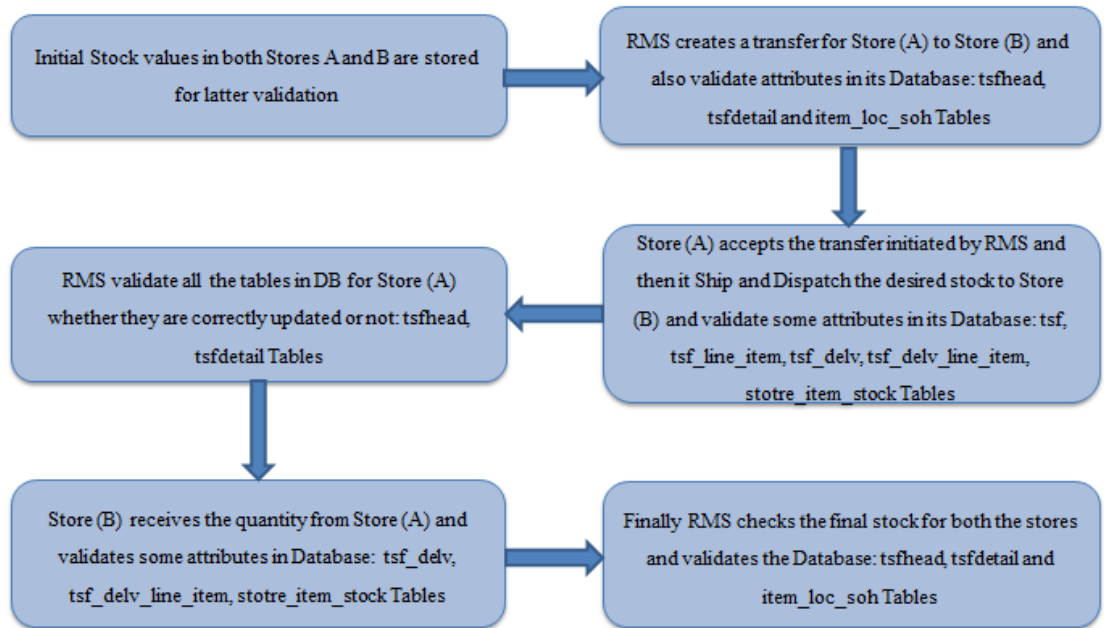 Initial Stock values in both Stores A and B are stored
for latter validation
RMS creates a transfer for Store (A) to Store (B) and
also validate attributes in its Database: tsfhead,
tsfdetail and item_loc_soh Tables
Store (A) accepts the transfer initiated by RMS and
then it Ship and Dispatch the desired stock to Store
(B) and validate some attributes in its Database: tsf,
tsf_line_item, tsf_delv, tsf_delv_line_item,
stotre_item_stock Tables
RMS validate all the tables in DB for Store (A)
whether they are correctly updated or not: tsfhead,
tsfdetail Tables
Store (B) receives the quantity from Store (A) and
validates some attributes in Database: tsf_delv,
tsf_delv_line_item, stotre_item_stock Tables
Finally RMS checks the final stock for both the stores
and validates the Database: tsfhead, tsfdetail and
item_loc_soh Tables